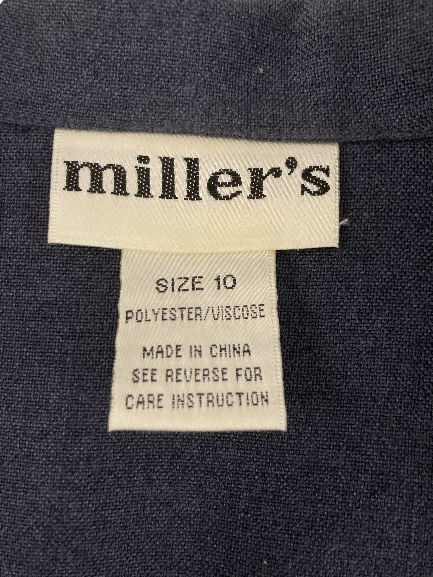 miller's
SIZE 10
POLYESTER/VISCOSE
MADE IN CHINA
SEE REVERSE FOR
CARE INSTRUCTION